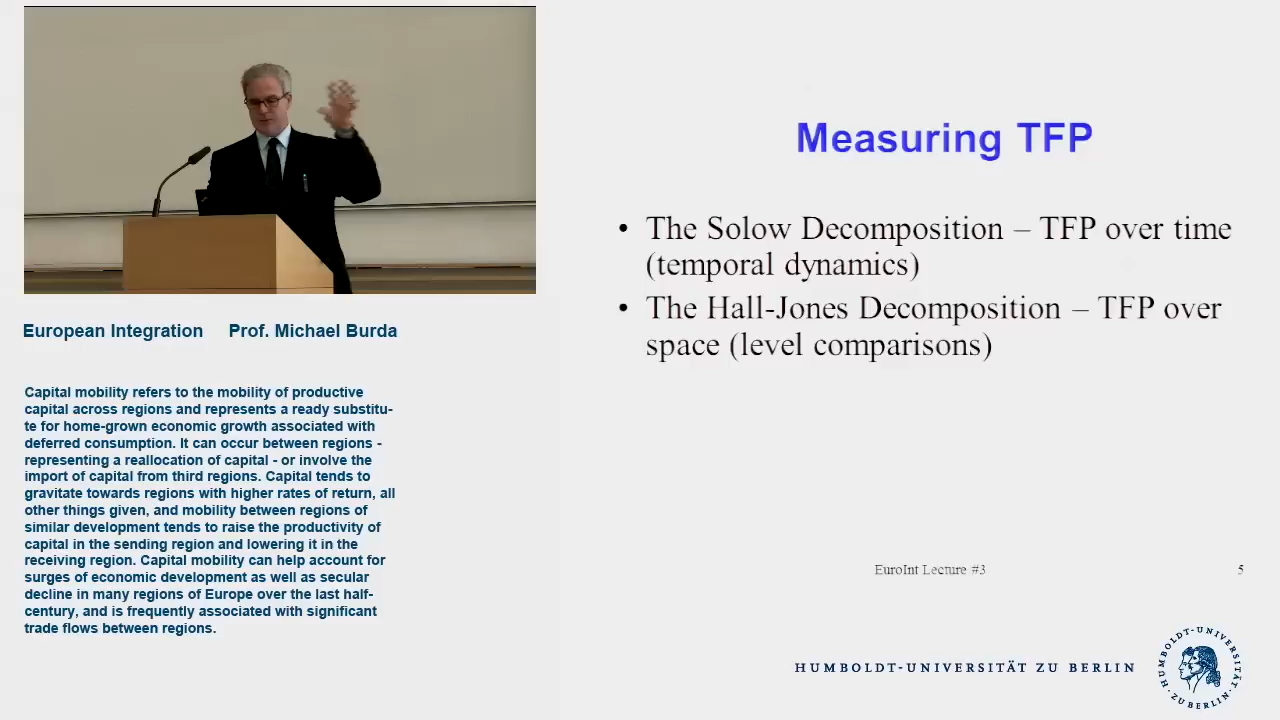 European Integration Prof. Michael Burda
Capital mobility refers to the mobility of productive
capital across regions and represents a ready substitu-
te for home-grown economic growth associated with
deferred consumption. It can occur between regions -
representing a reallocation of capital - or involve the
import of capital from third regions. Capital tends to
gravitate towards regions with higher rates of return, all
other things given, and mobility between regions of
similar development tends to raise the productivity of
capital in the sending region and lowering it in the
receiving region. Capital mobility can help account for
surges of economic development as well as secular
decline in many regions of Europe over the last half-
century, and is frequently associated with significant
trade flows between regions.
Measuring TFP
• The Solow Decomposition – TFP over time
(temporal dynamics)
• The Hall-Jones Decomposition – TFP over
space (level comparisons)
EuroInt Lecture #3 5
HUMBOLDT-UNIVERSITÄT ZU BERLIN
HUMBOLDT-UNIVERSITÄT
· ZU BERLIN ·